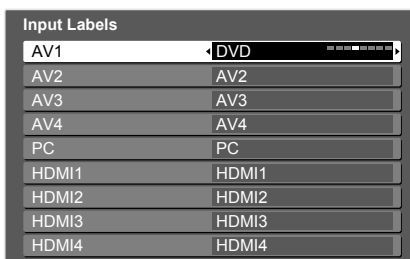 Input Labels
AV1 DVD
AV2 AV2
AV3 AV3
AV4 AV4
PC PC
HDMI1 HDMI1
HDMI2 HDMI2
HDMI3 HDMI3
HDMI4 HDMI4